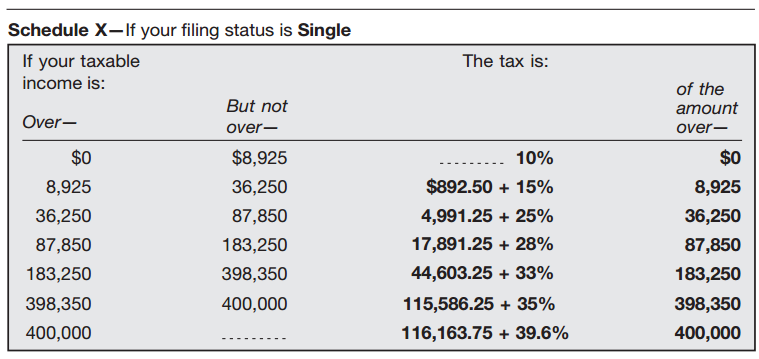 Schedule X—If your filing status is Single
If your taxable income is:
The tax is:
Over—
But not over—
of the amount over—
$0 $8,925 ......... 10% $0
8,925 36,250 $892.50 + 15% 8,925
36,250 87,850 4,991.25 + 25% 36,250
87,850 183,250 17,891.25 + 28% 87,850
183,250 398,350 44,603.25 + 33% 183,250
398,350 400,000 115,586.25 + 35% 398,350
400,000 ......... 116,163.75 + 39.6% 400,000